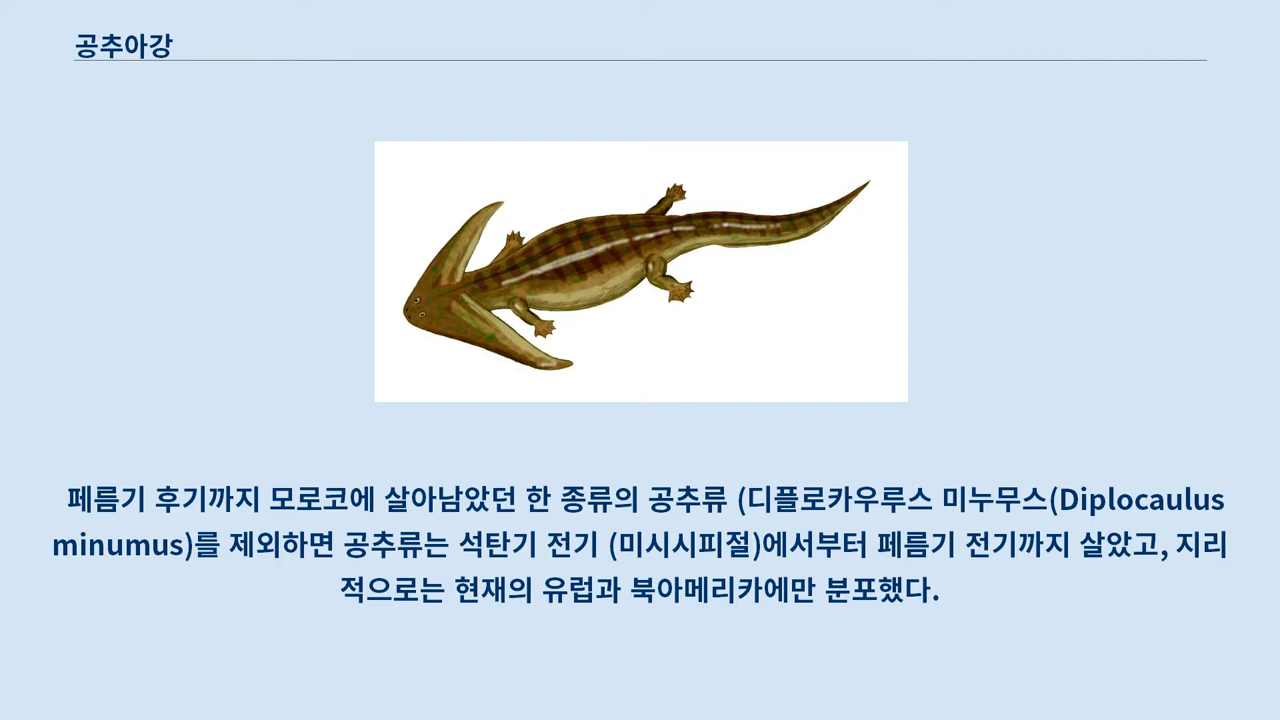 공추아강
페름기 후기까지 모로코에 살아남았던 한 종류의 공추류 (디플로카우루스 미누무스(Diplocaulus
minumus)를 제외하면 공추류는 석탄기 전기 (미시시피절)에서부터 페름기 전기까지 살았고, 지리
적으로는 현재의 유럽과 북아메리카에만 분포했다.